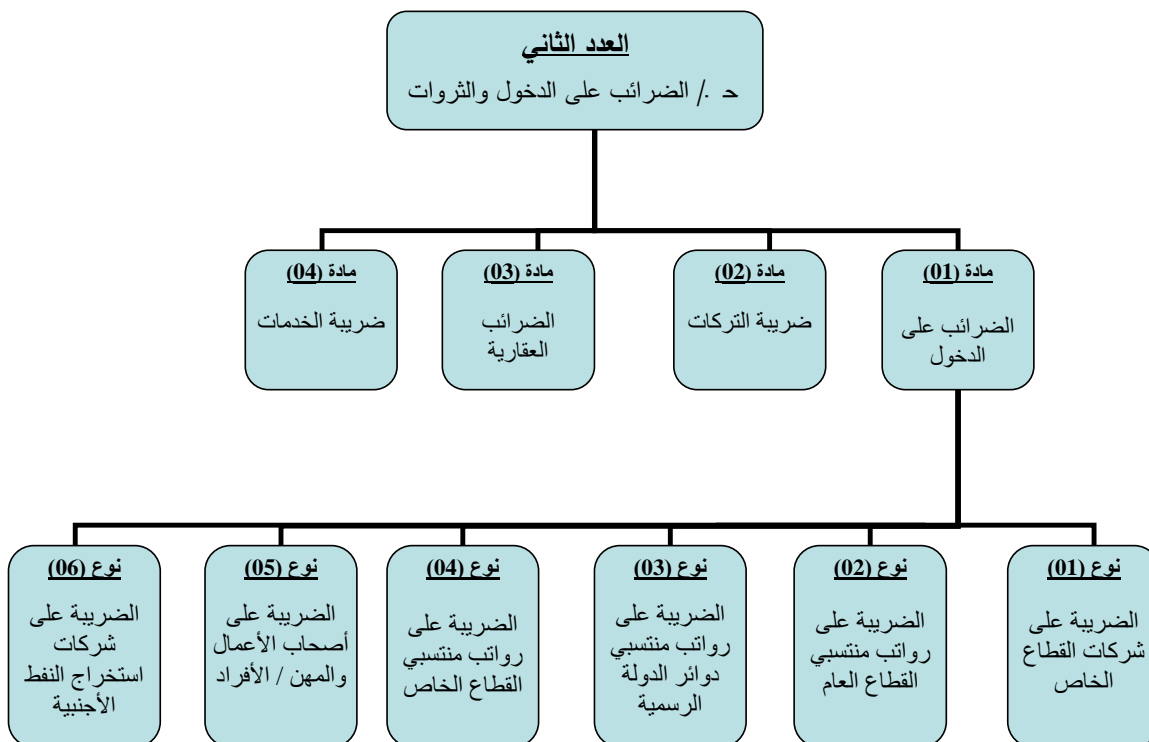 العدد الثاني
حـ ./ الضرائب على الدخول والثروات
مادة (01)
الضرائب على
الدخول
مادة (02)
ضريبة التركات
مادة (03)
الضرائب
العقارية
مادة (04)
ضريبة الخدمات
نوع (01)
الضريبة على
شركات القطاع
الخاص
نوع (02)
الضريبة على
رواتب منتسبي
القطاع العام
نوع (03)
الضريبة على
رواتب منتسبي
دوائر الدولة
الرسمية
نوع (04)
الضريبة على
رواتب منتسبي
القطاع الخاص
نوع (05)
الضريبة على
أصحاب الأعمال
والمهن / الأفراد
نوع (06)
الضريبة على
شركات
استخراج النفط
الأجنبية